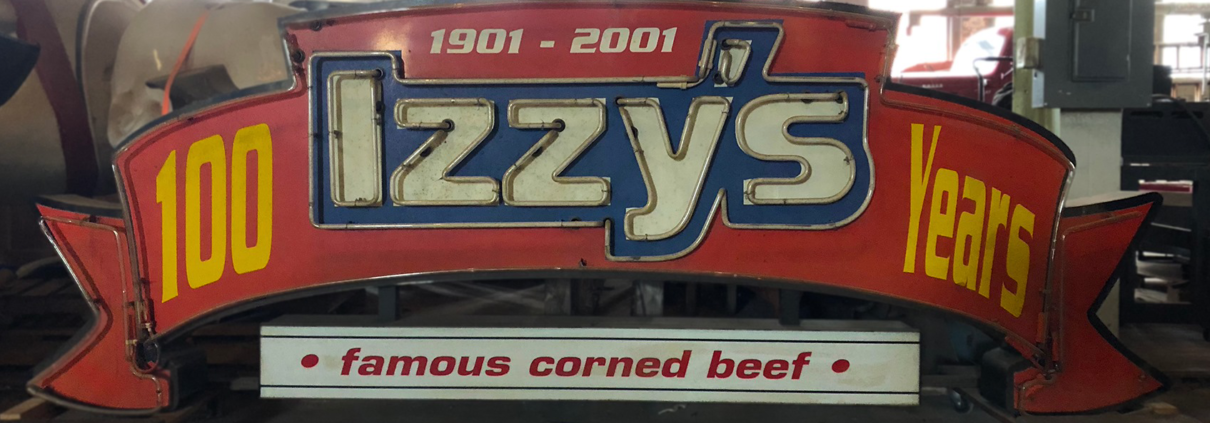 1901 - 2001
Izzy's
100 Years
• famous corned beef •